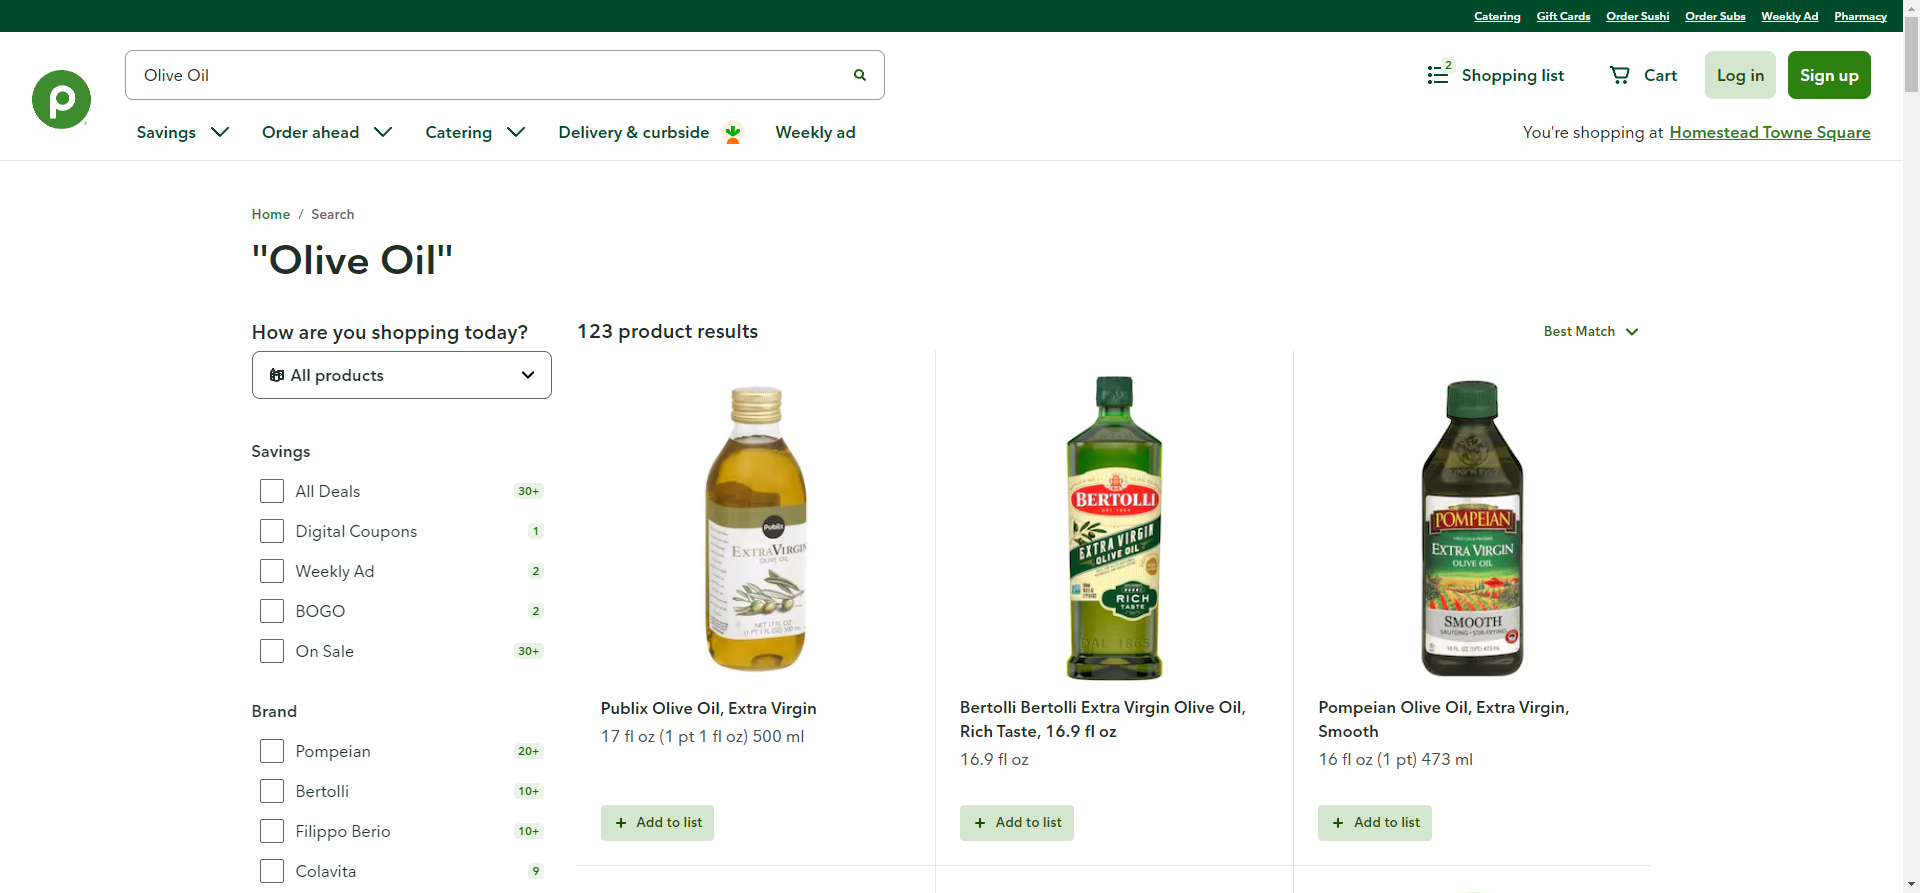 Catering Gift Cards Order Sushi Order Subs Weekly Ad Pharmacy
Olive Oil
2
Shopping list
Cart
Log in
Sign up
Savings
Order ahead
Catering
Delivery & curbside
Weekly ad
You're shopping at Homestead Towne Square
Home / Search
"Olive Oil"
How are you shopping today?
All products
Savings
All Deals 30+
Digital Coupons 1
Weekly Ad 2
BOGO 2
On Sale 30+
Brand
Pompeian 20+
Bertolli 10+
Filippo Berio 10+
Colavita 9
123 product results
Best Match
Publix
EXTRA VIRGIN
OLIVE OIL
NET 17 FL OZ
(1 PT 1 FL OZ) 500 mL
Publix Olive Oil, Extra Virgin
17 fl oz (1 pt 1 fl oz) 500 ml
+ Add to list
BERTOLLI
DAL 1865
EXTRA VIRGIN
OLIVE OIL
RICH
TASTE
DAL 1865
Bertolli Bertolli Extra Virgin Olive Oil,
Rich Taste, 16.9 fl oz
16.9 fl oz
+ Add to list
POMPEIAN
EXTRA VIRGIN
OLIVE OIL
SMOOTH
SAUTÉING • STIR-FRYING
16 FL OZ (1 PT) 473 mL
Pompeian Olive Oil, Extra Virgin,
Smooth
16 fl oz (1 pt) 473 ml
+ Add to list